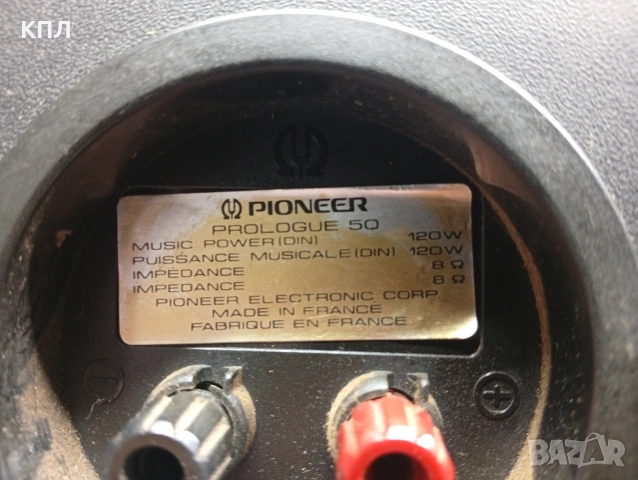 КПЛ
PIONEER
PROLOGUE 50
MUSIC POWER(DIN) 120W
PUISSANCE MUSICALE(DIN) 120W
IMPEDANCE 8 Ω
IMPÉDANCE 8 Ω
PIONEER ELECTRONIC CORP.
MADE IN FRANCE
FABRIQUE EN FRANCE
- +
BAZAR